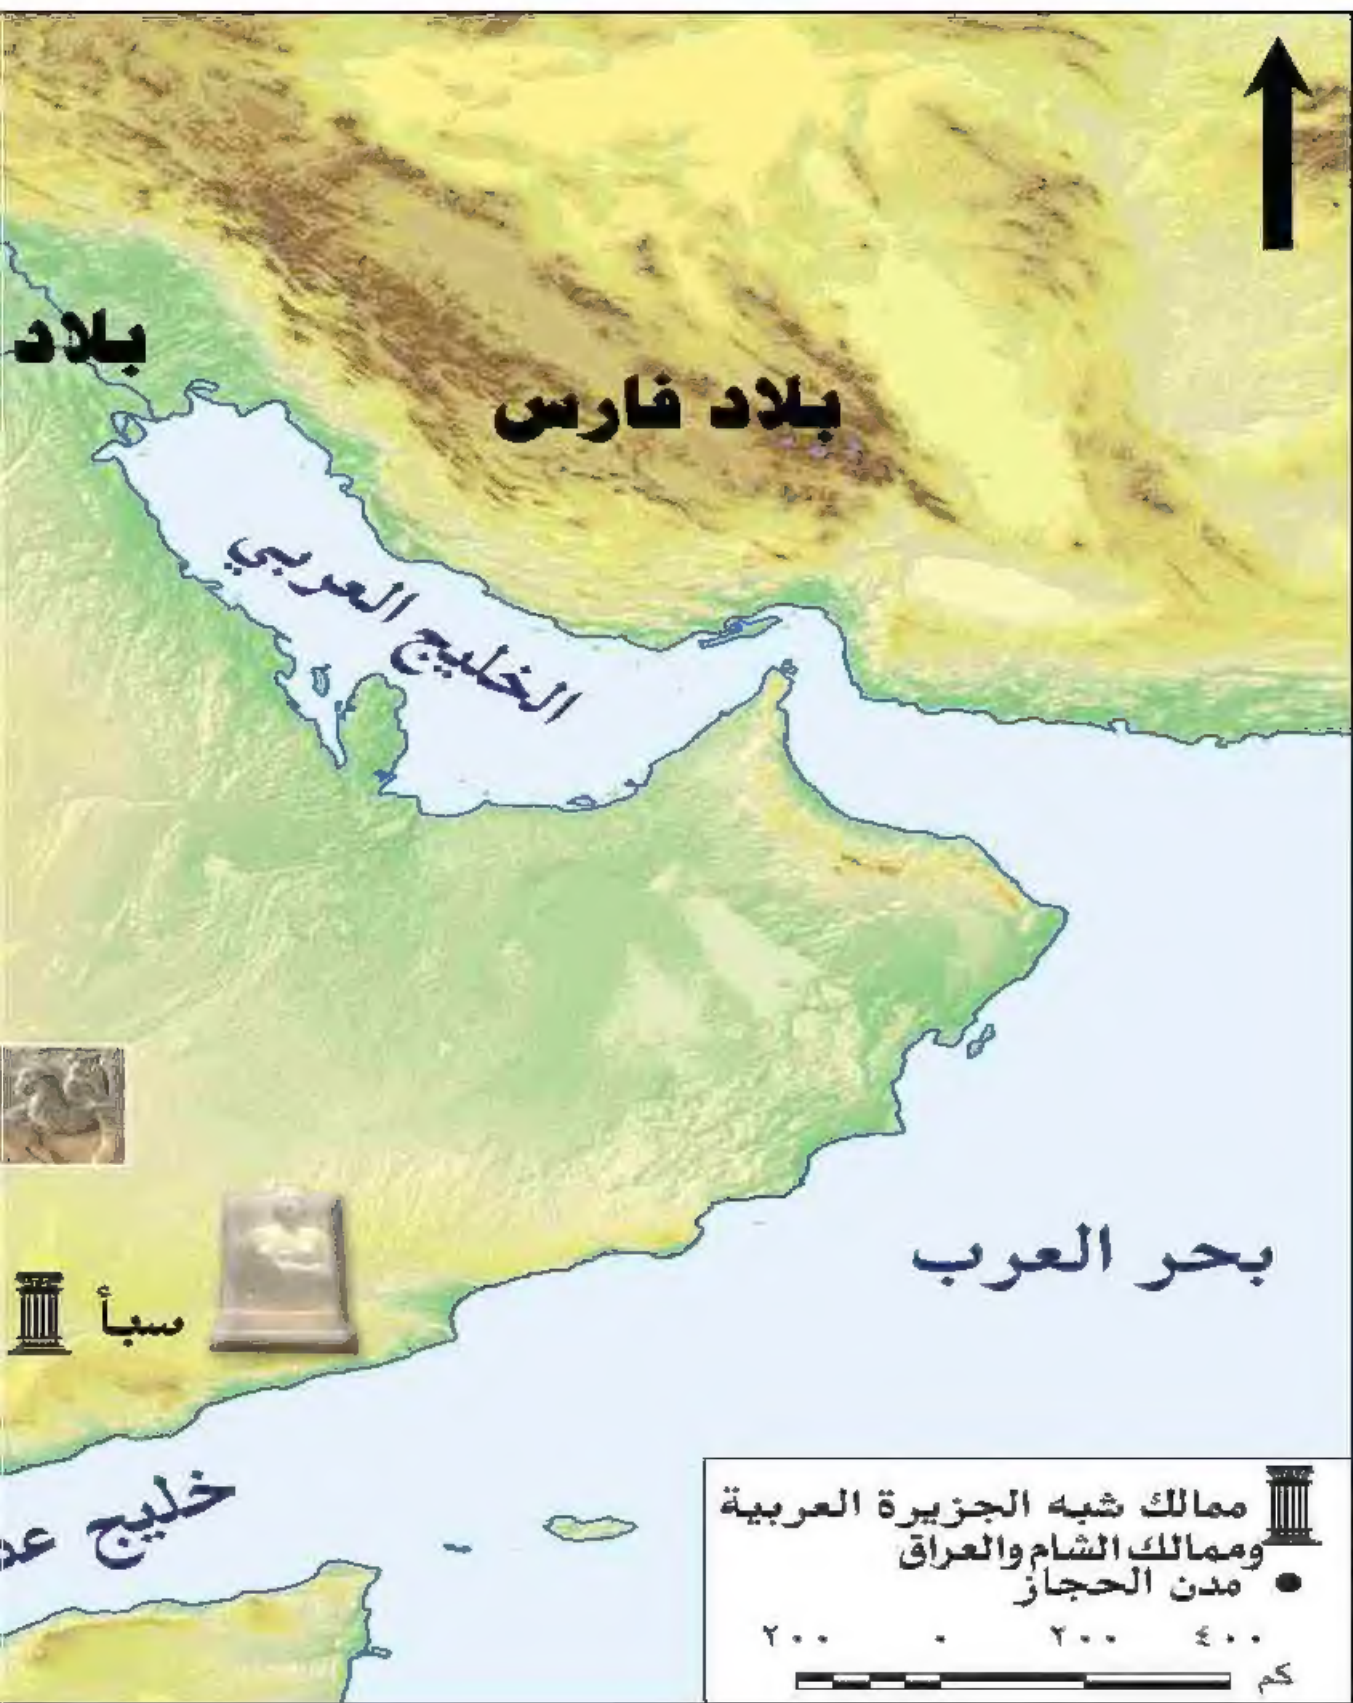 بلاد
بلاد فارس
الخليج العربي
بحر العرب
سبأ
خليج عد
ممالك شبه الجزيرة العربية
وممالك الشام والعراق
مدن الحجاز
٢٠٠ ٠ ٢٠٠ ٤٠٠
كم